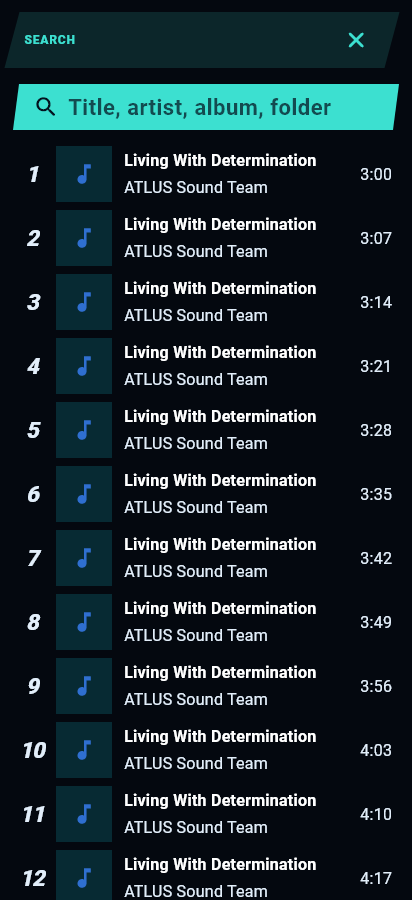 SEARCH
Title, artist, album, folder
1 Living With Determination 3:00
ATLUS Sound Team
2 Living With Determination 3:07
ATLUS Sound Team
3 Living With Determination 3:14
ATLUS Sound Team
4 Living With Determination 3:21
ATLUS Sound Team
5 Living With Determination 3:28
ATLUS Sound Team
6 Living With Determination 3:35
ATLUS Sound Team
7 Living With Determination 3:42
ATLUS Sound Team
8 Living With Determination 3:49
ATLUS Sound Team
9 Living With Determination 3:56
ATLUS Sound Team
10 Living With Determination 4:03
ATLUS Sound Team
11 Living With Determination 4:10
ATLUS Sound Team
12 Living With Determination 4:17
ATLUS Sound Team